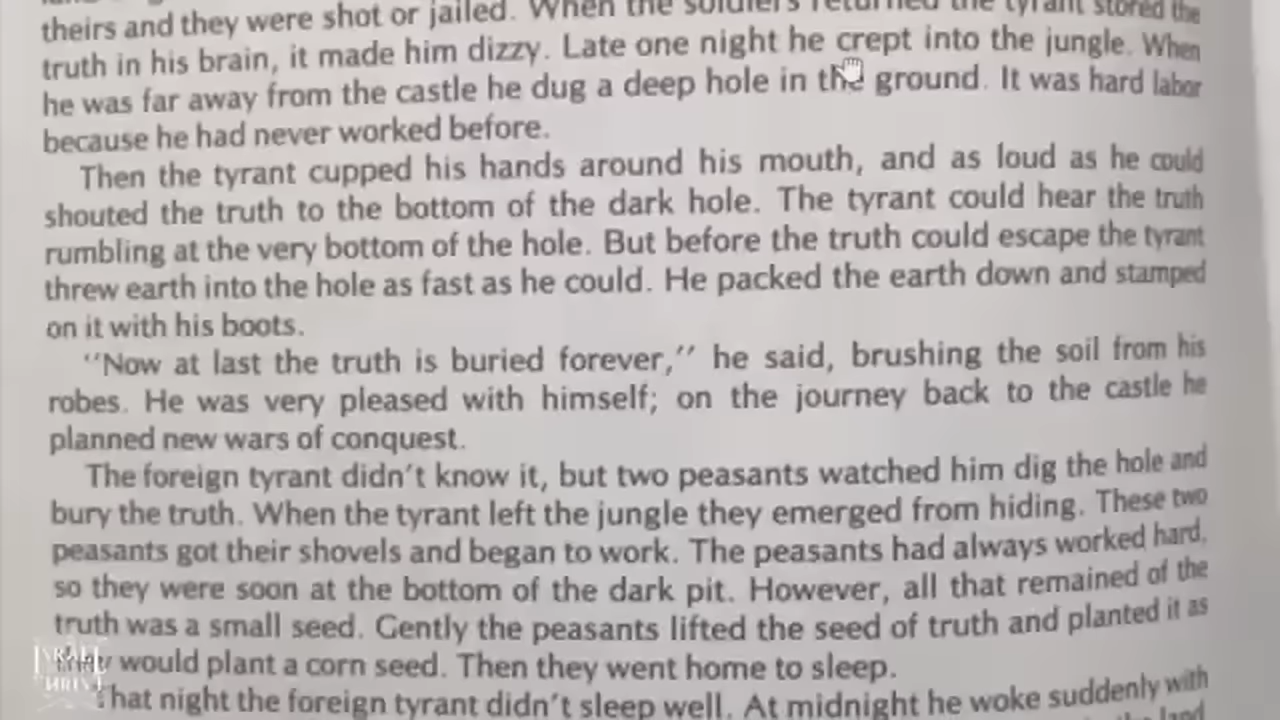 theirs and they were shot or jailed. When the soldiers returned the tyrant stored the
truth in his brain, it made him dizzy. Late one night he crept into the jungle. When
he was far away from the castle he dug a deep hole in the ground. It was hard labor
because he had never worked before.
Then the tyrant cupped his hands around his mouth, and as loud as he could
shouted the truth to the bottom of the dark hole. The tyrant could hear the truth
rumbling at the very bottom of the hole. But before the truth could escape the tyrant
threw earth into the hole as fast as he could. He packed the earth down and stamped
on it with his boots.
''Now at last the truth is buried forever,'' he said, brushing the soil from his
robes. He was very pleased with himself; on the journey back to the castle he
planned new wars of conquest.
The foreign tyrant didn't know it, but two peasants watched him dig the hole and
bury the truth. When the tyrant left the jungle they emerged from hiding. These two
peasants got their shovels and began to work. The peasants had always worked hard,
so they were soon at the bottom of the dark pit. However, all that remained of the
truth was a small seed. Gently the peasants lifted the seed of truth and planted it as
they would plant a corn seed. Then they went home to sleep.
That night the foreign tyrant didn't sleep well. At midnight he woke suddenly with
the land